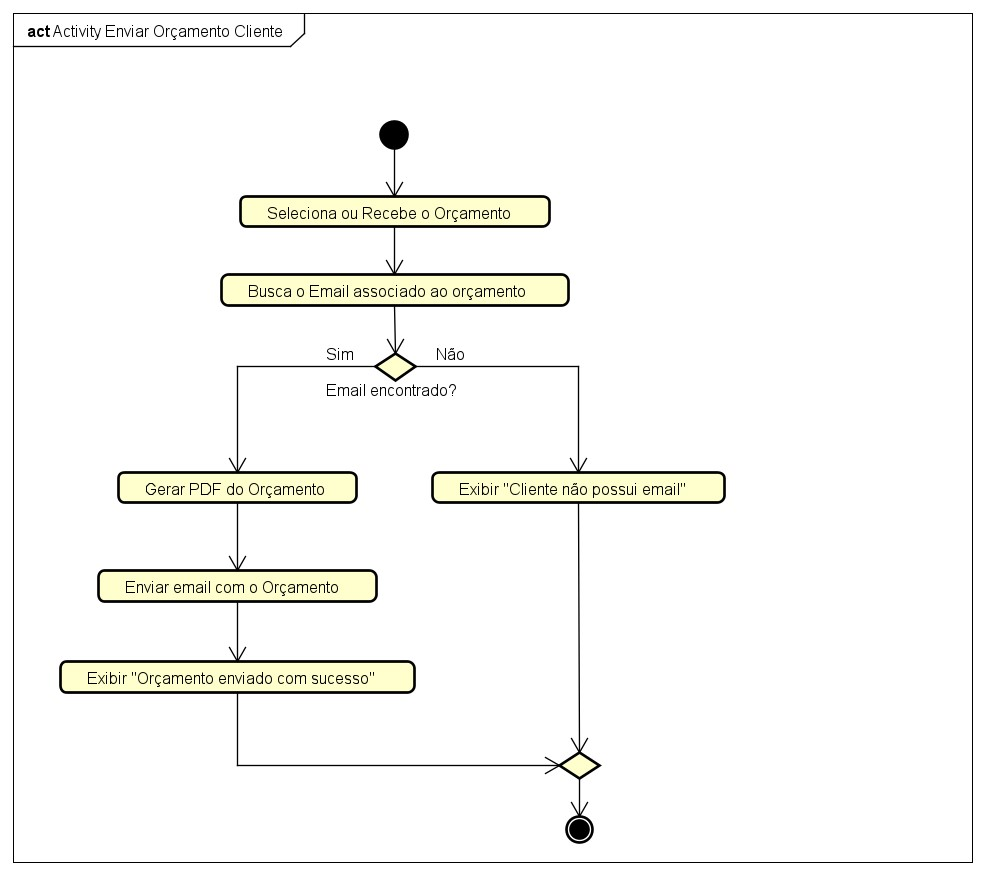 act Activity Enviar Orçamento Cliente
Seleciona ou Recebe o Orçamento
Busca o Email associado ao orçamento
Sim
Não
Email encontrado?
Gerar PDF do Orçamento
Exibir "Cliente não possui email"
Enviar email com o Orçamento
Exibir "Orçamento enviado com sucesso"